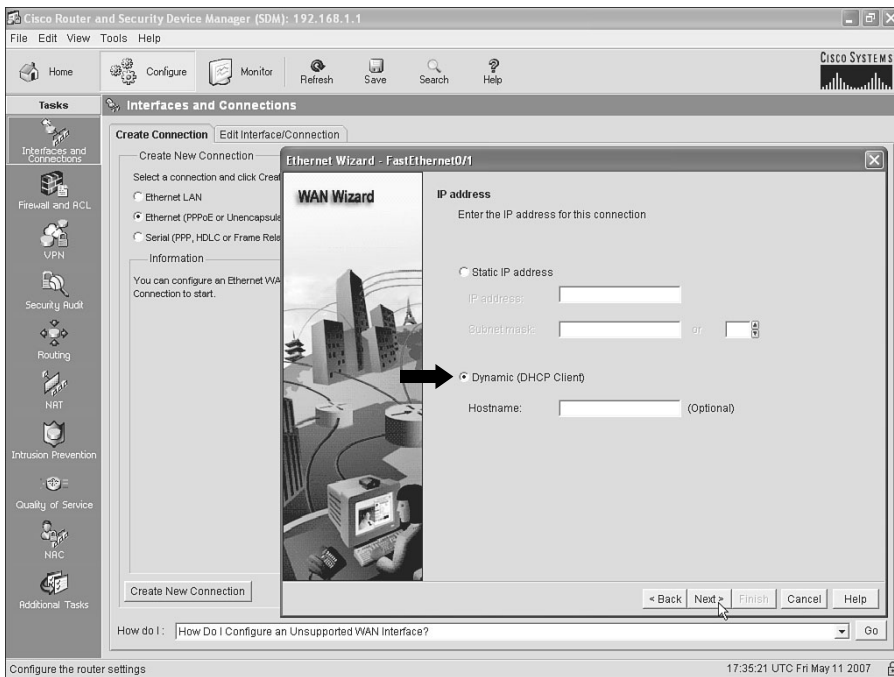 Cisco Router and Security Device Manager (SDM): 192.168.1.1
File Edit View Tools Help
Home
Configure
Monitor
Refresh
Save
Search
Help
CISCO SYSTEMS
Tasks
Interfaces and Connections
Interfaces and
Connections
Firewall and ACL
VPN
Security Audit
Routing
NAT
Intrusion Prevention
Quality of Service
NAC
Additional Tasks
Create Connection
Edit Interface/Connection
Create New Connection
Select a connection and click Creat
Ethernet LAN
Ethernet (PPPoE or Unencapsula
Serial (PPP, HDLC or Frame Rela
Information
You can configure an Ethernet WA
Connection to start.
Create New Connection
Ethernet Wizard - FastEthernet0/1
WAN Wizard
IP address
Enter the IP address for this connection
Static IP address
IP address:
Subnet mask:
or
Dynamic (DHCP Client)
Hostname:
(Optional)
< Back
Next >
Finish
Cancel
Help
How do I:
How Do I Configure an Unsupported WAN Interface?
Go
Configure the router settings
17:35:21 UTC Fri May 11 2007